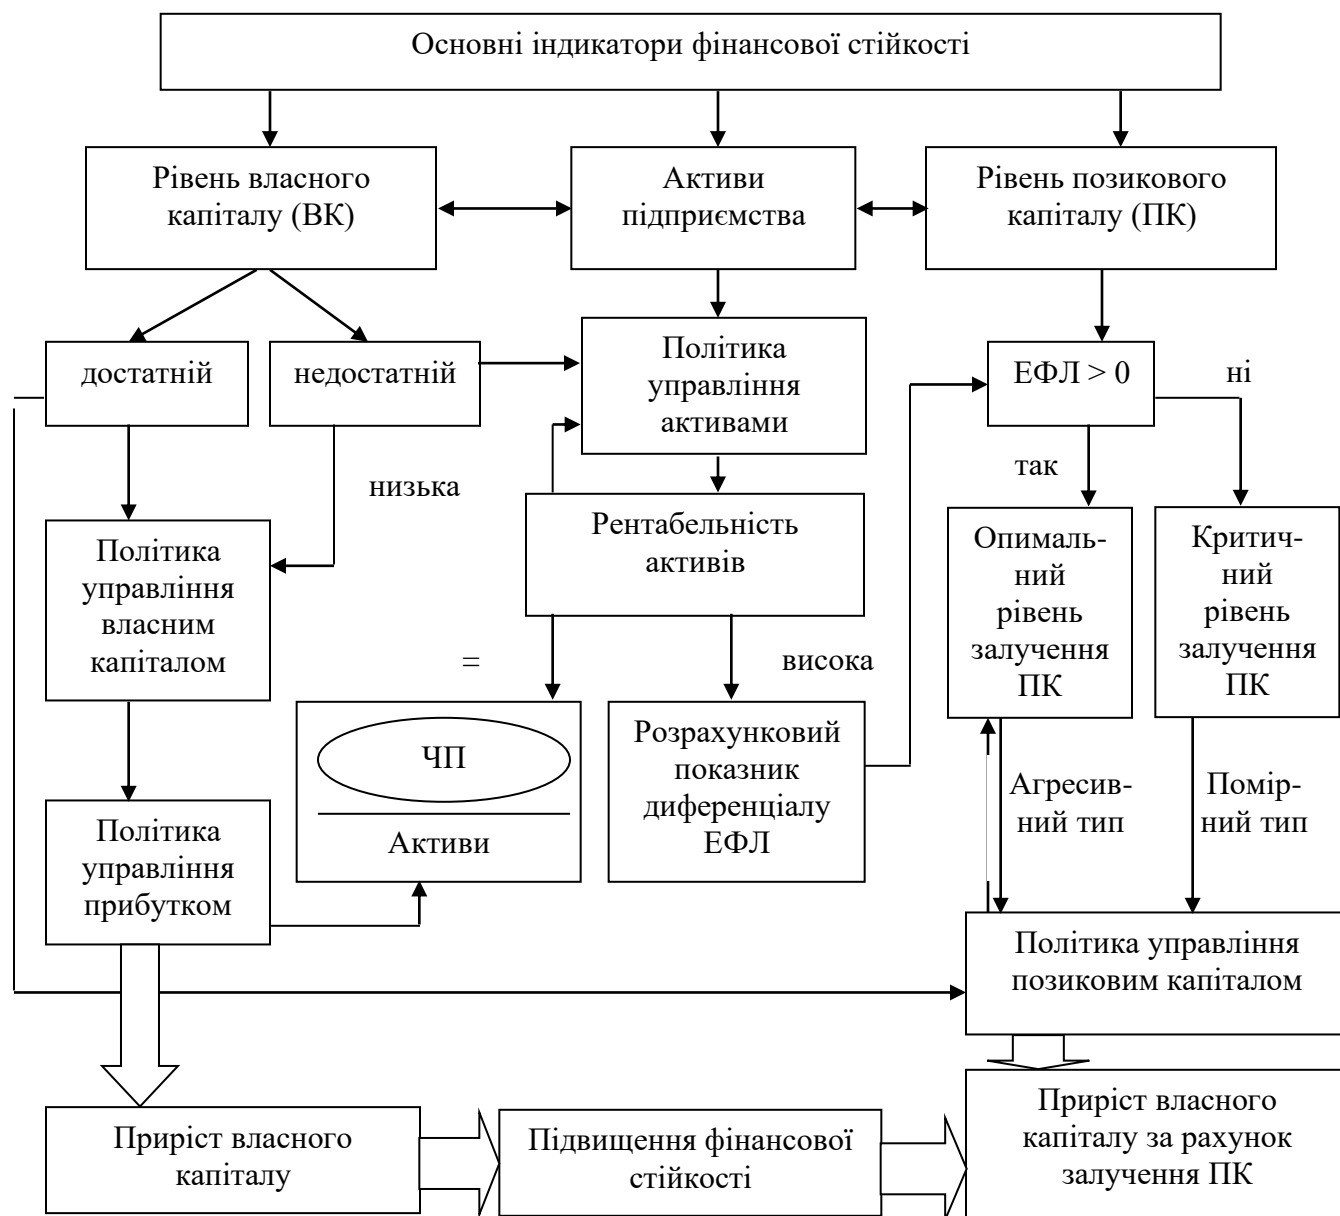 Основні індикатори фінансової стійкості
Рівень власного
капіталу (ВК)
Активи
підприємства
Рівень позикового
капіталу (ПК)
достатній
недостатній
Політика
управління
активами
ЕФЛ > 0
ні
так
низька
Рентабельність
активів
Політика
управління
власним
капіталом
Опималь-
ний
рівень
залучення
ПК
Критич-
ний
рівень
залучення
ПК
=
висока
ЧП
Активи
Розрахунковий
показник
диференціалу
ЕФЛ
Агресив-
ний тип
Помір-
ний тип
Політика
управління
прибутком
Політика управління
позиковим капіталом
Приріст власного
капіталу
Підвищення фінансової
стійкості
Приріст власного
капіталу за рахунок
залучення ПК